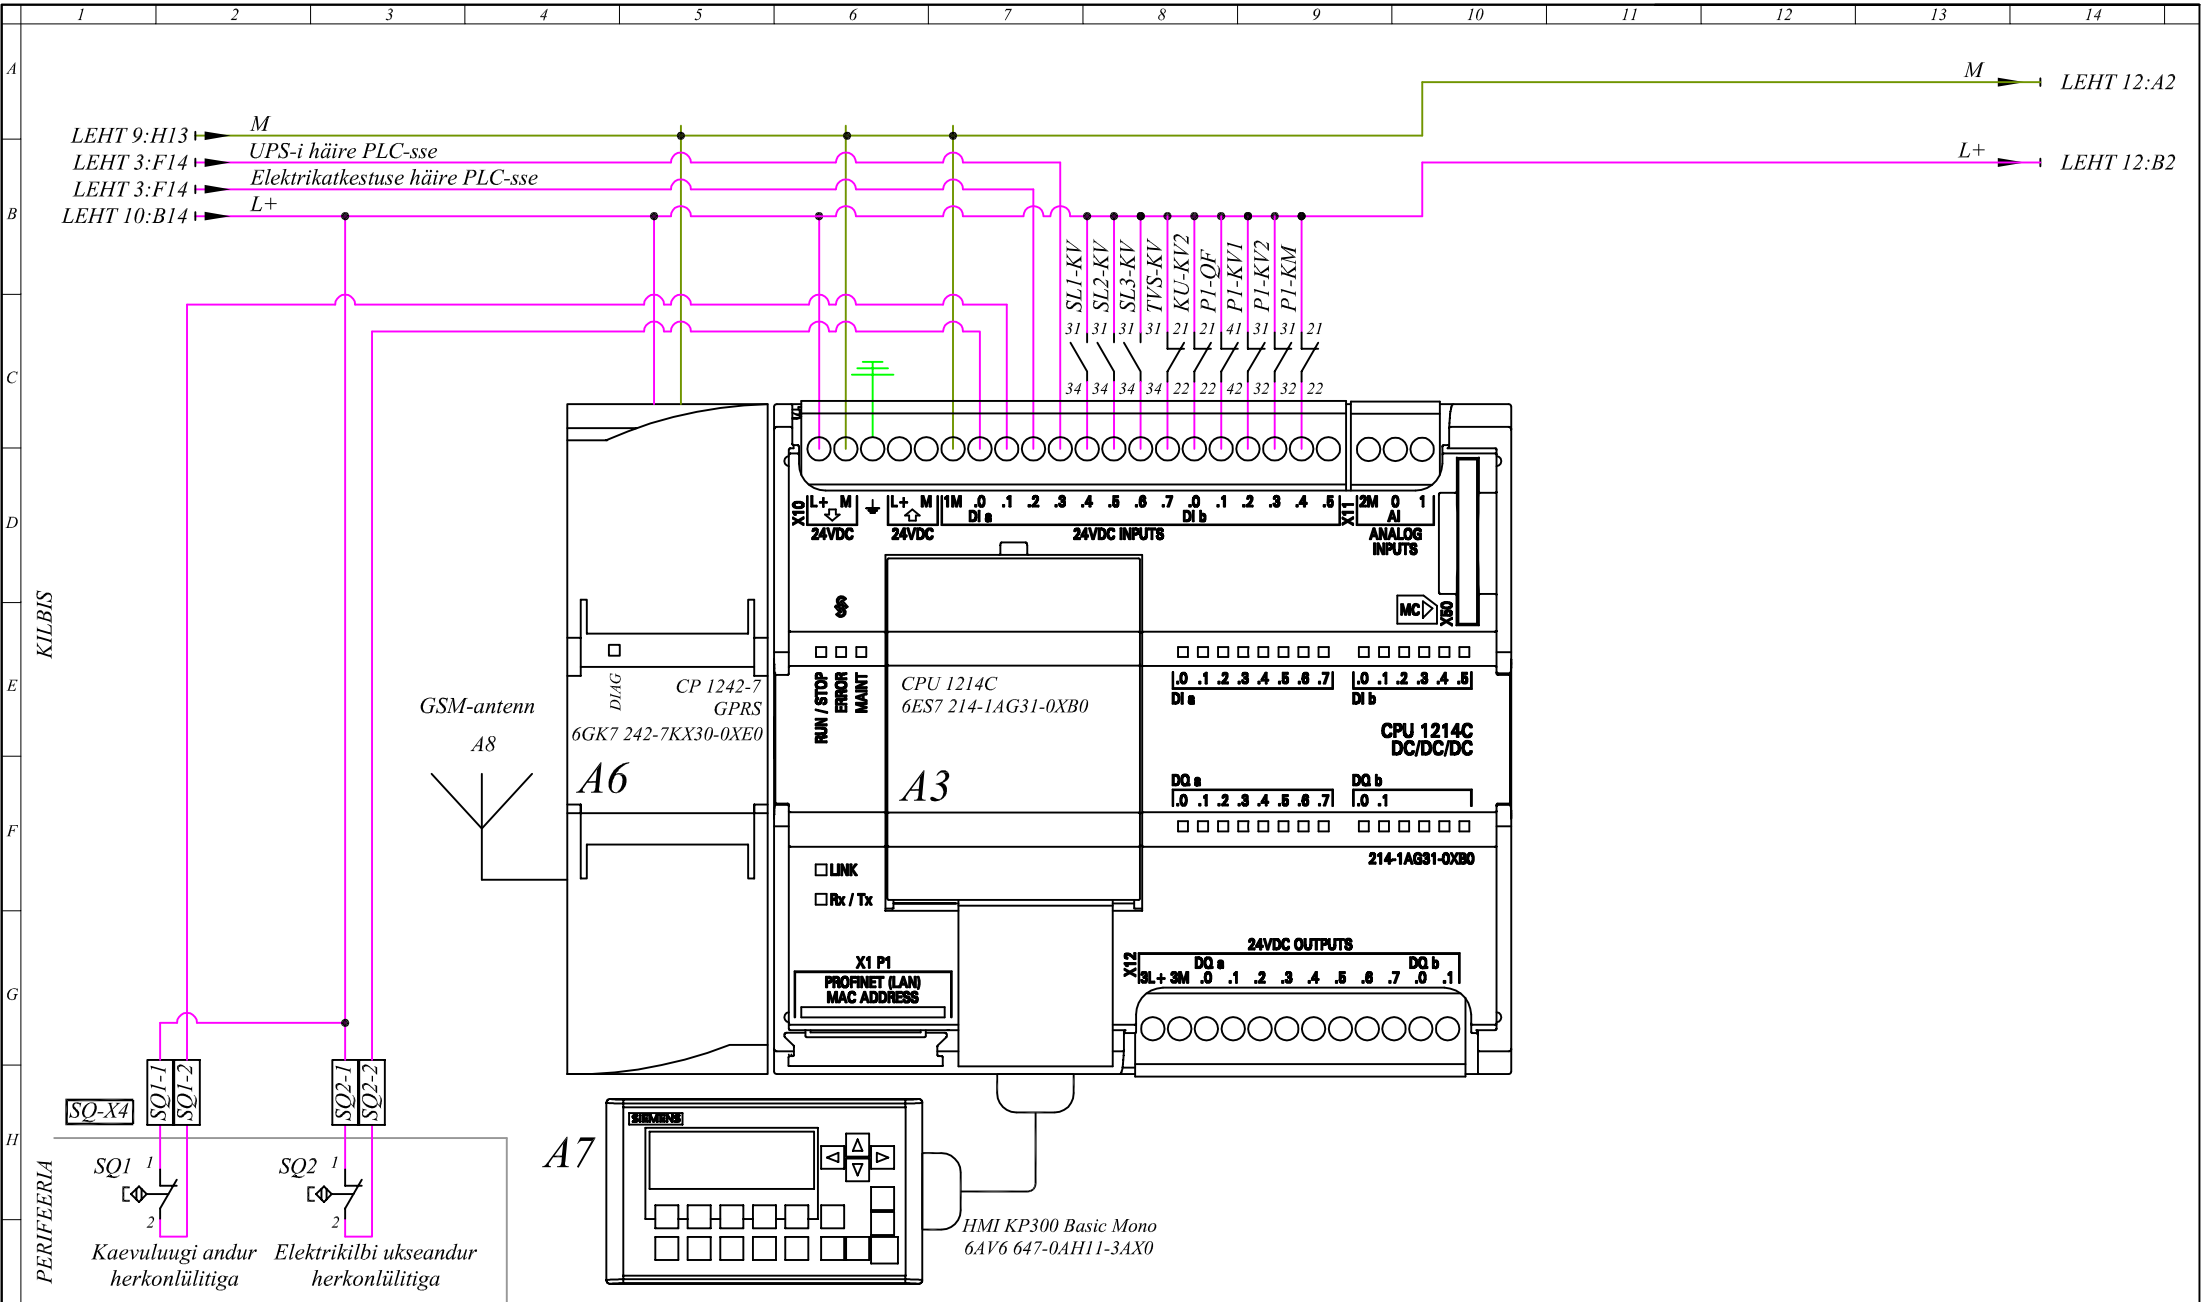 1 2 3 4 5 6 7 8 9 10 11 12 13 14
A
M
LEHT 12:A2
LEHT 9:H13
M
LEHT 3:F14
UPS-i häire PLC-sse
L+
LEHT 12:B2
LEHT 3:F14
Elektrikatkestuse häire PLC-sse
B
LEHT 10:B14
L+
SL1-KV
SL2-KV
SL3-KV
TVS-KV
KU-KV2
P1-QF
P1-KV1
P1-KV2
P1-KM
31 31 31 31 21 21 41 31 31 21
C
34 34 34 34 22 22 42 32 32 22
D
X10
L+ M
L+ M
1M .0 .1 .2 .3 .4 .5 .6 .7 .0 .1 .2 .3 .4 .5
X11
2M 0 1
DI a
DI b
AI
24VDC
24VDC
24VDC INPUTS
ANALOG
INPUTS
KILBIS
MC
X50
E
DIAG
CP 1242-7
GPRS
6GK7 242-7KX30-0XE0
RUN / STOP
ERROR
MAINT
CPU 1214C
6ES7 214-1AG31-0XB0
.0 .1 .2 .3 .4 .5 .6 .7
.0 .1 .2 .3 .4 .5
DI a
DI b
GSM-antenn
A8
CPU 1214C
DC/DC/DC
A6
A3
DQ a
DQ b
.0 .1 .2 .3 .4 .5 .6 .7
.0 .1
F
214-1AG31-0XB0
LINK
Rx / Tx
24VDC OUTPUTS
X1 P1
PROFINET (LAN)
MAC ADDRESS
X12
DQ a
DQ b
3L+ 3M .0 .1 .2 .3 .4 .5 .6 .7 .0 .1
G
SQ-X4
SQ1-1
SQ1-2
SQ2-1
SQ2-2
H
A7
SIEMENS
PERIFEERIA
SQ1
1
2
SQ2
1
2
Kaevuluugi andur
herkonlülitiga
Elektrikilbi ukseandur
herkonlülitiga
HMI KP300 Basic Mono
6AV6 647-0AH11-3AX0